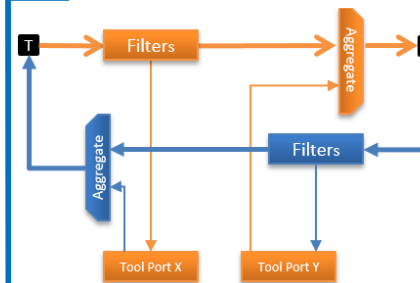 T
Filters
Aggregate
Aggregate
Filters
Tool Port X
Tool Port Y